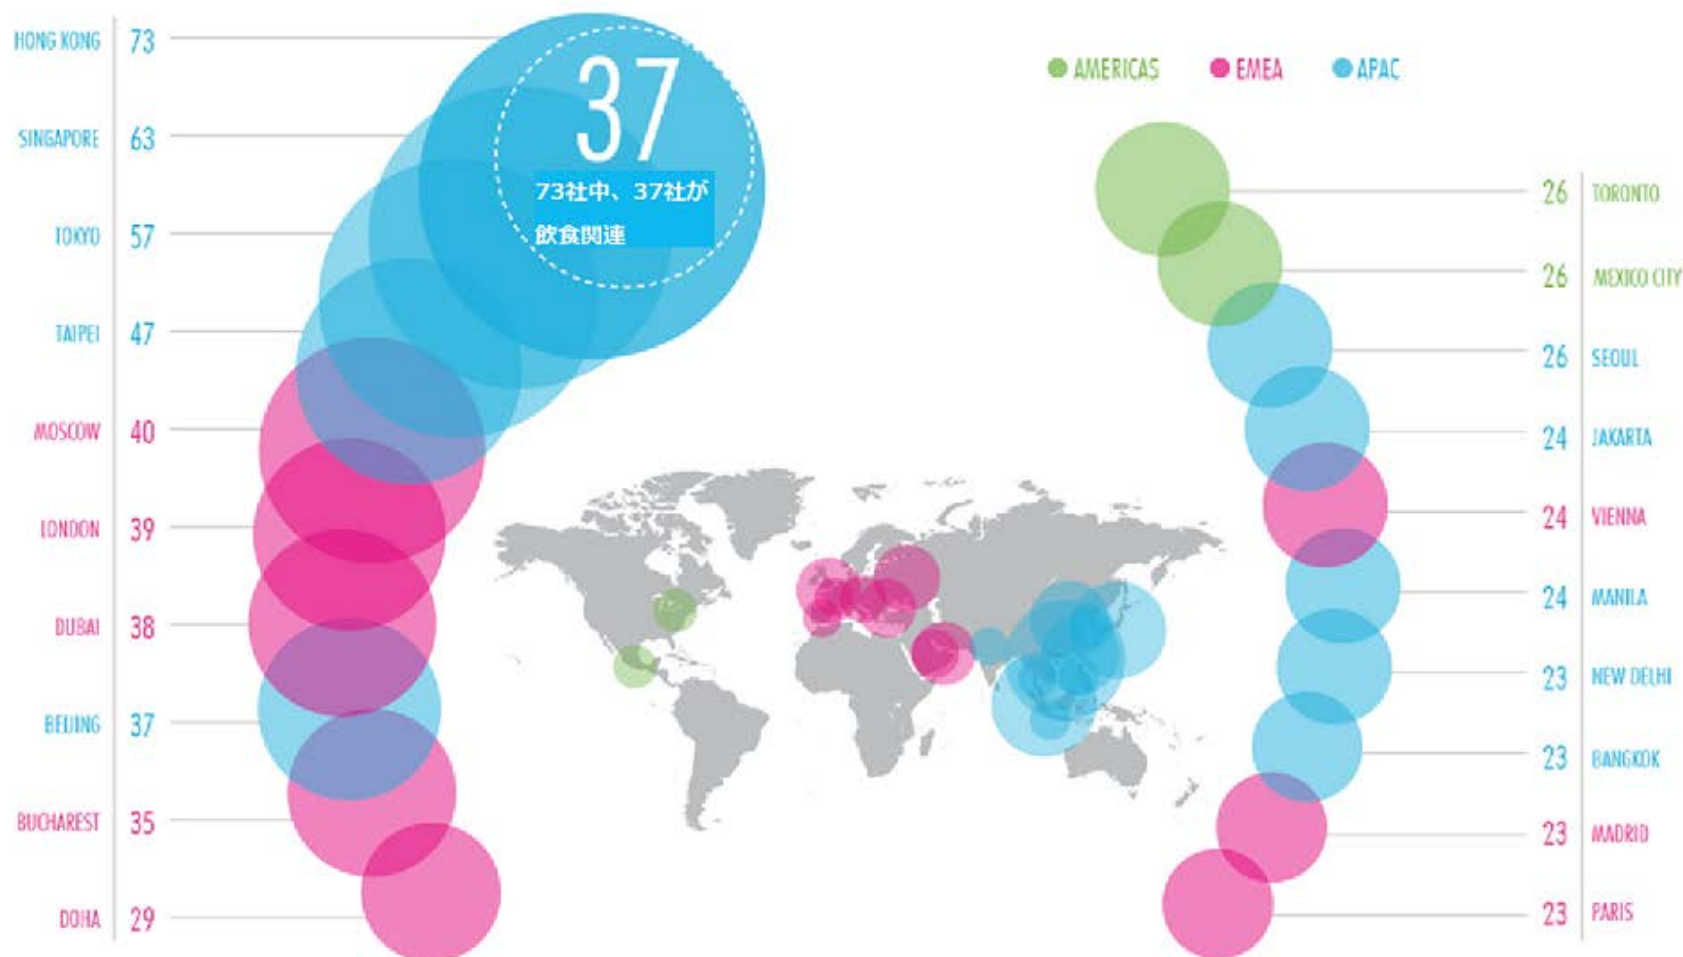 HONG KONG 73
SINGAPORE 63
TOKYO 57
TAIPEI 47
MOSCOW 40
LONDON 39
DUBAI 38
BEIJING 37
BUCHAREST 35
DOHA 29
37
73社中、37社が
飲食関連
AMERICAS EMEA APAC
26 TORONTO
26 MEXICO CITY
26 SEOUL
24 JAKARTA
24 VIENNA
24 MANILA
23 NEW DELHI
23 BANGKOK
23 MADRID
23 PARIS